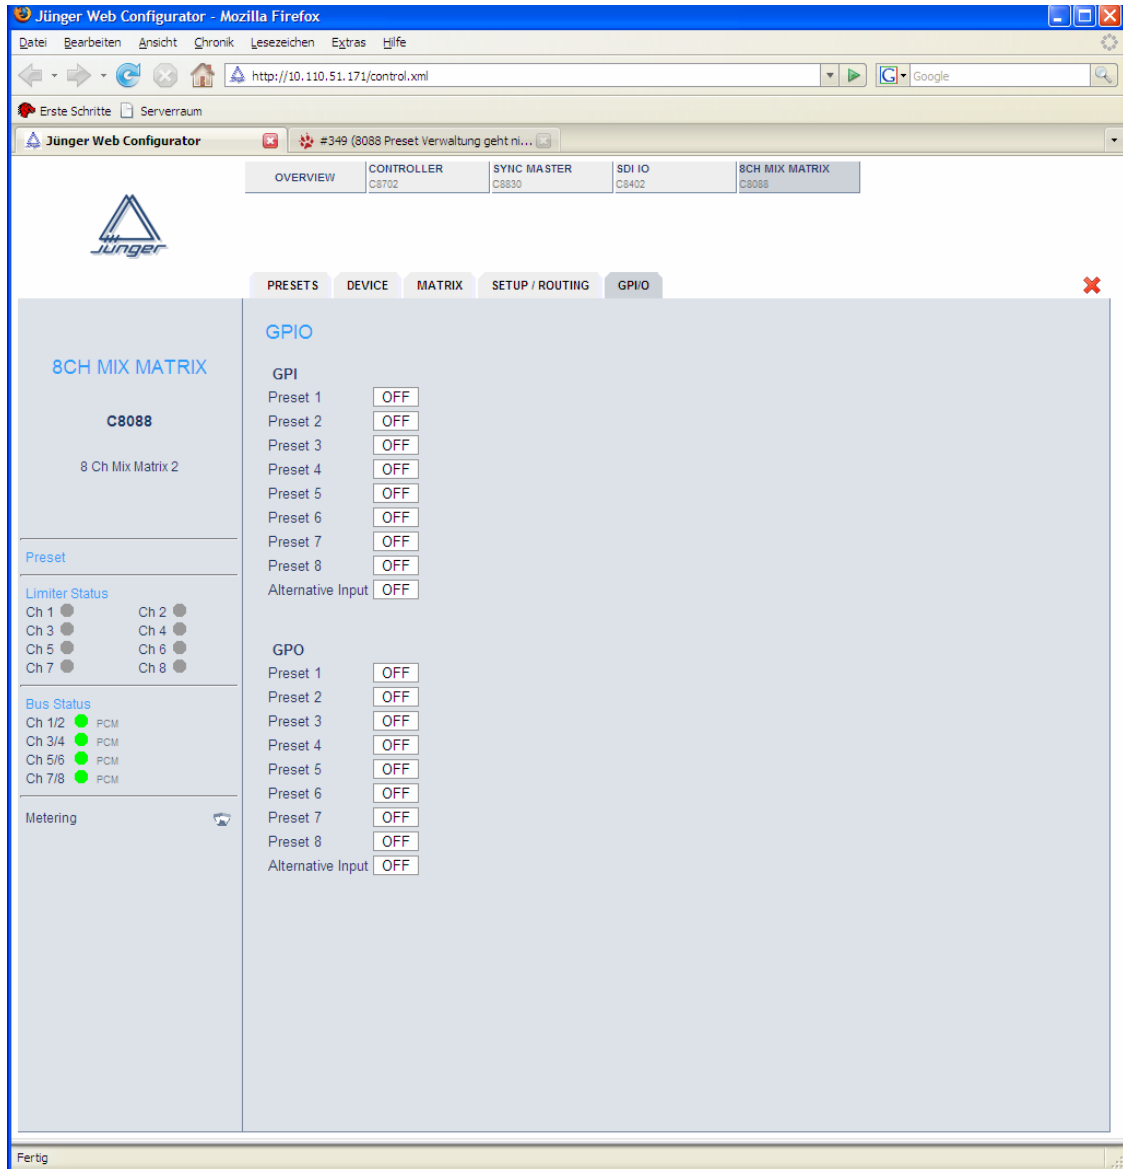 Jünger Web Configurator - Mozilla Firefox
Datei Bearbeiten Ansicht Chronik Lesezeichen Extras Hilfe
http://10.110.51.171/control.xml
G Google
Erste Schritte Serverraum
Jünger Web Configurator #349 (8088 Preset Verwaltung geht ni...
OVERVIEW CONTROLLER SYNC MASTER SDI IO 8CH MIX MATRIX
C8702 C8830 C8402 C8088
Jünger
PRESETS DEVICE MATRIX SETUP / ROUTING GPI/O
8CH MIX MATRIX
C8088
8 Ch Mix Matrix 2
Preset
Limiter Status
Ch 1 Ch 2
Ch 3 Ch 4
Ch 5 Ch 6
Ch 7 Ch 8
Bus Status
Ch 1/2 PCM
Ch 3/4 PCM
Ch 5/6 PCM
Ch 7/8 PCM
Metering
GPIO
GPI
Preset 1 OFF
Preset 2 OFF
Preset 3 OFF
Preset 4 OFF
Preset 5 OFF
Preset 6 OFF
Preset 7 OFF
Preset 8 OFF
Alternative Input OFF
GPO
Preset 1 OFF
Preset 2 OFF
Preset 3 OFF
Preset 4 OFF
Preset 5 OFF
Preset 6 OFF
Preset 7 OFF
Preset 8 OFF
Alternative Input OFF
Fertig